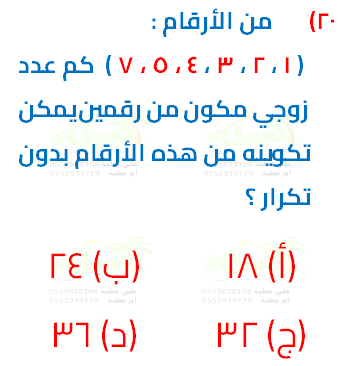 ٢٠) من الأرقام :
( ١ ، ٢ ، ٣ ، ٤ ، ٥ ، ٧ ) كم عدد
زوجي مكون من رقمين يمكن
تكوينه من هذه الأرقام بدون
تكرار ؟
(أ) ١٨ (ب) ٢٤
(ج) ٣٢ (د) ٣٦